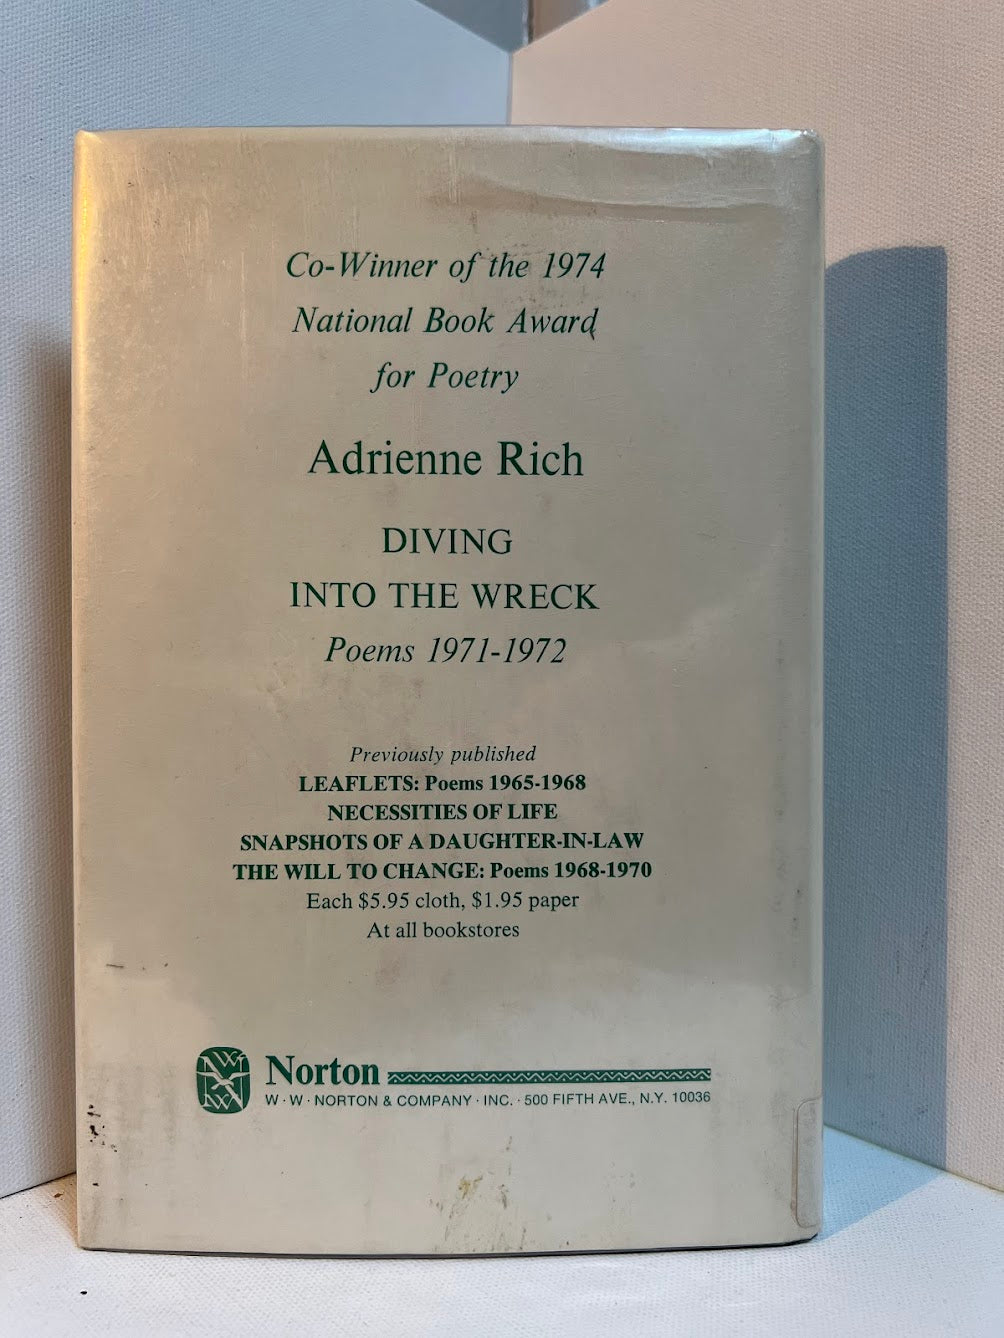 Co-Winner of the 1974
National Book Award
for Poetry
Adrienne Rich
DIVING
INTO THE WRECK
Poems 1971-1972
Previously published
LEAFLETS: Poems 1965-1968
NECESSITIES OF LIFE
SNAPSHOTS OF A DAUGHTER-IN-LAW
THE WILL TO CHANGE: Poems 1968-1970
Each $5.95 cloth, $1.95 paper
At all bookstores
Norton
W · W · NORTON & COMPANY · INC. · 500 FIFTH AVE., N.Y. 10036